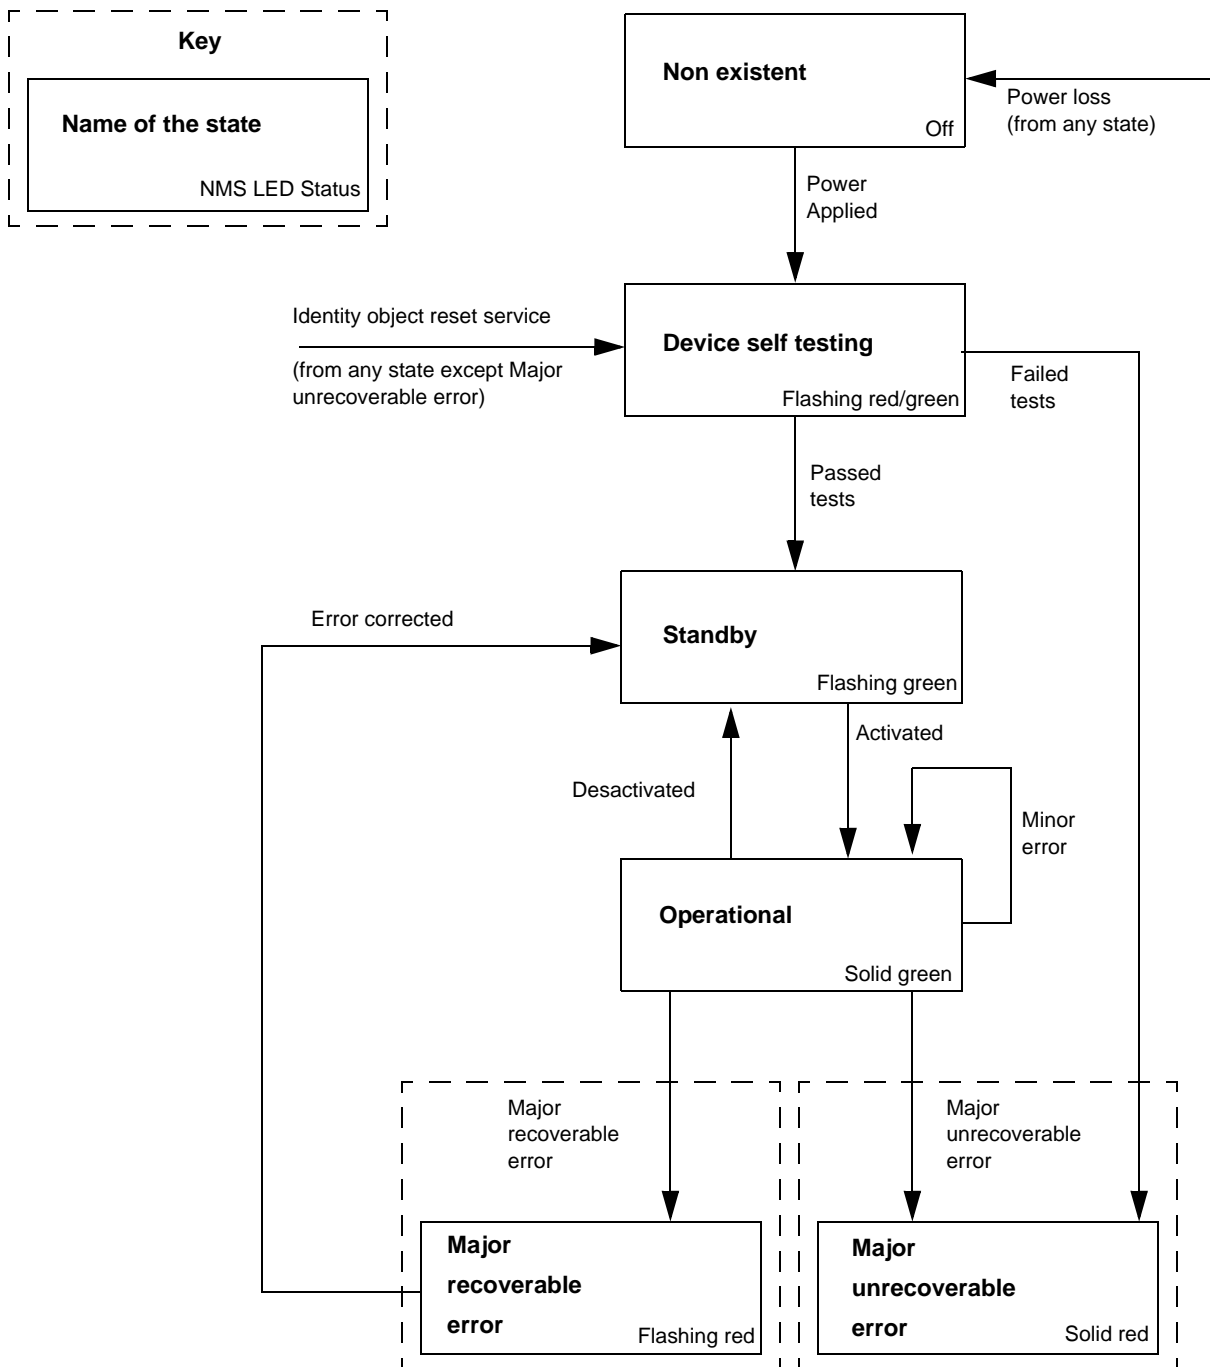 Key
Name of the state
NMS LED Status
Non existent
Off
Power loss
(from any state)
Power
Applied
Identity object reset service
(from any state except Major
unrecoverable error)
Device self testing
Flashing red/green
Failed
tests
Passed
tests
Error corrected
Standby
Flashing green
Activated
Desactivated
Minor
error
Operational
Solid green
Major
recoverable
error
Major
unrecoverable
error
Major
recoverable
error
Flashing red
Major
unrecoverable
error
Solid red